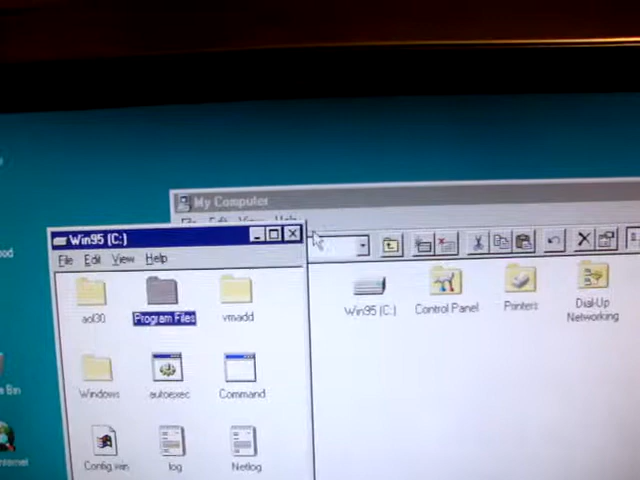 My Computer
Win95 (C:)
File Edit View Help
aol30
Program Files
vmadd
Windows
autoexec
Command
Config.win
log
Netlog
Win95 (C:)
Control Panel
Printers
Dial-Up
Networking
Bin